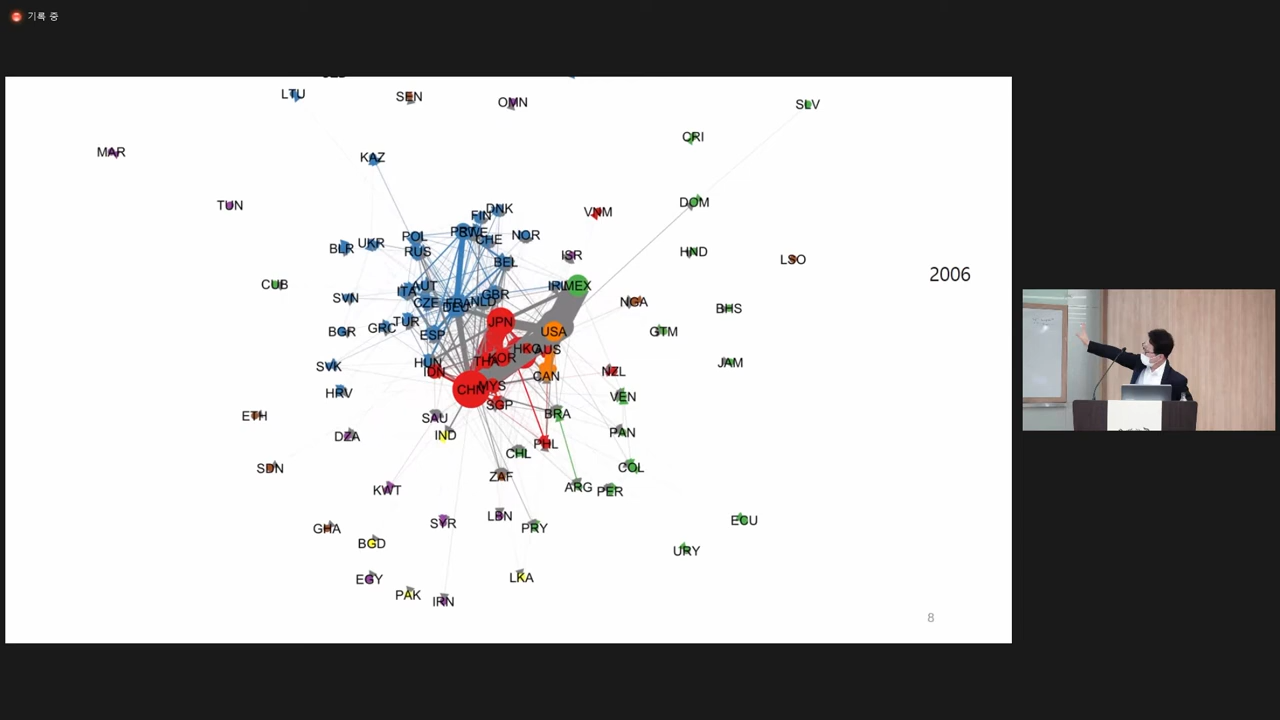 기록 중
LTU
SEN
OMN
SLV
CRI
MAR
KAZ
TUN
DNK
FIN
VNM
DOM
POL
CHE
NOR
BLR
UKR
RUS
ISR
HND
LSO
BEL
2006
CUB
AUT
ITA
IRL
MEX
SVN
CZE
FRA
NLD
GBR
NGA
DEU
BHS
BGR
GRC
TUR
ESP
JPN
USA
GTM
HKG
AUS
SVK
HUN
IDN
THA
KOR
CAN
NZL
JAM
HRV
CHN
MYS
VEN
SGP
ETH
SAU
BRA
DZA
IND
PHL
PAN
CHL
SDN
ZAF
COL
KWT
ARG
PER
GHA
SYR
LBN
PRY
ECU
BGD
URY
EGY
LKA
PAK
IRN
8